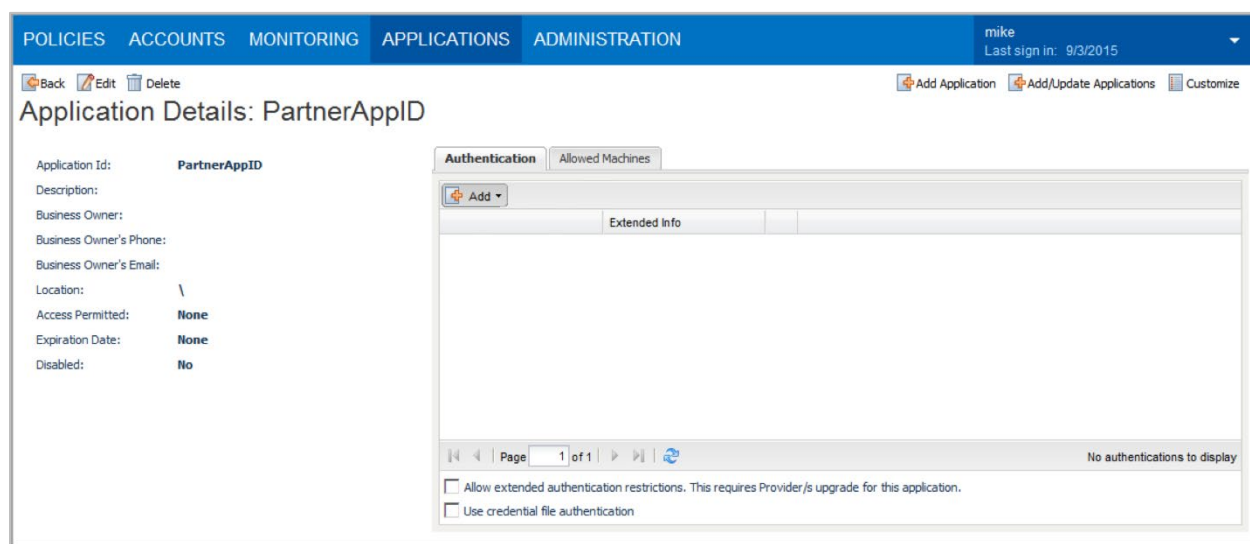 POLICIES ACCOUNTS MONITORING APPLICATIONS ADMINISTRATION
mike
Last sign in: 9/3/2015
Back Edit Delete
Add Application Add/Update Applications Customize
Application Details: PartnerAppID
Application Id: PartnerAppID
Description:
Business Owner:
Business Owner's Phone:
Business Owner's Email:
Location: \
Access Permitted: None
Expiration Date: None
Disabled: No
Authentication Allowed Machines
Add
Extended Info
Page 1 of 1
No authentications to display
Allow extended authentication restrictions. This requires Provider/s upgrade for this application.
Use credential file authentication